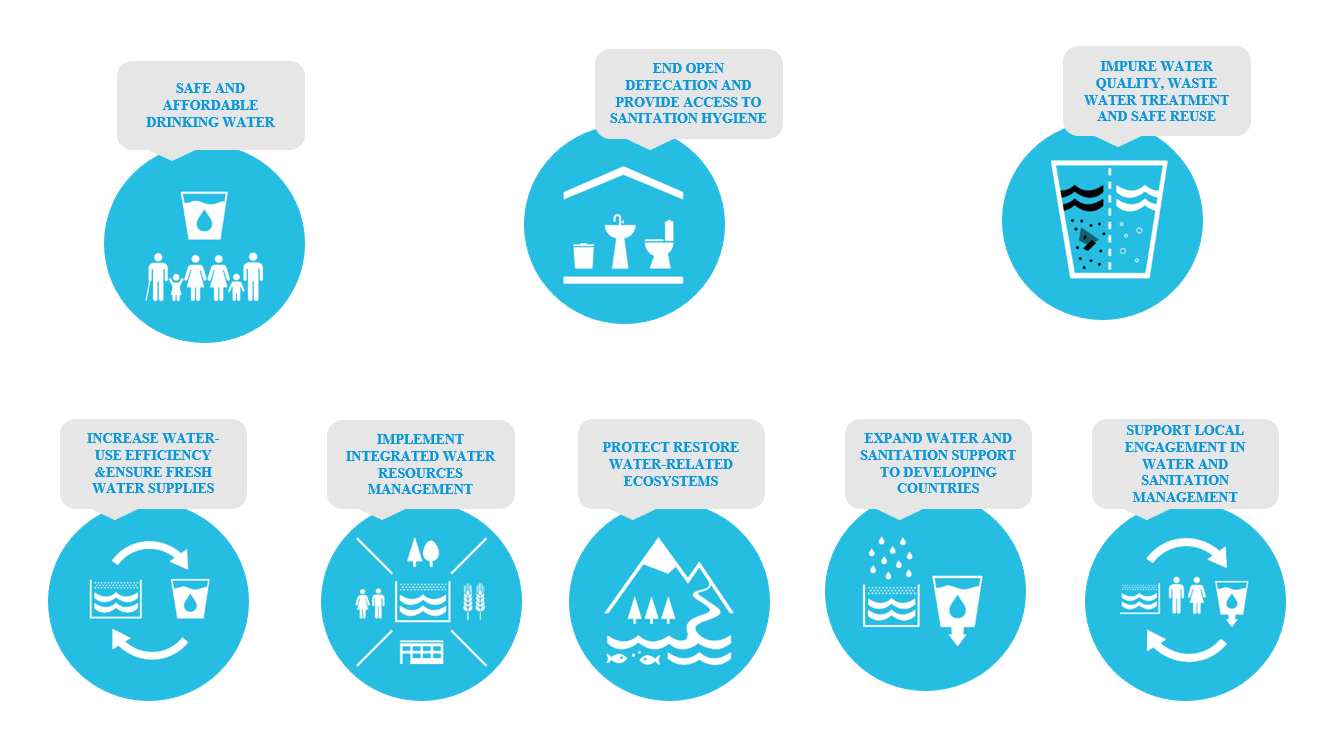 SAFE AND
AFFORDABLE
DRINKING WATER
END OPEN
DEFECATION AND
PROVIDE ACCESS TO
SANITATION HYGIENE
IMPURE WATER
QUALITY, WASTE
WATER TREATMENT
AND SAFE REUSE
INCREASE WATER-
USE EFFICIENCY
&ENSURE FRESH
WATER SUPPLIES
IMPLEMENT
INTEGRATED WATER
RESOURCES
MANAGEMENT
PROTECT RESTORE
WATER-RELATED
ECOSYSTEMS
EXPAND WATER AND
SANITATION SUPPORT
TO DEVELOPING
COUNTRIES
SUPPORT LOCAL
ENGAGEMENT IN
WATER AND
SANITATION
MANAGEMENT